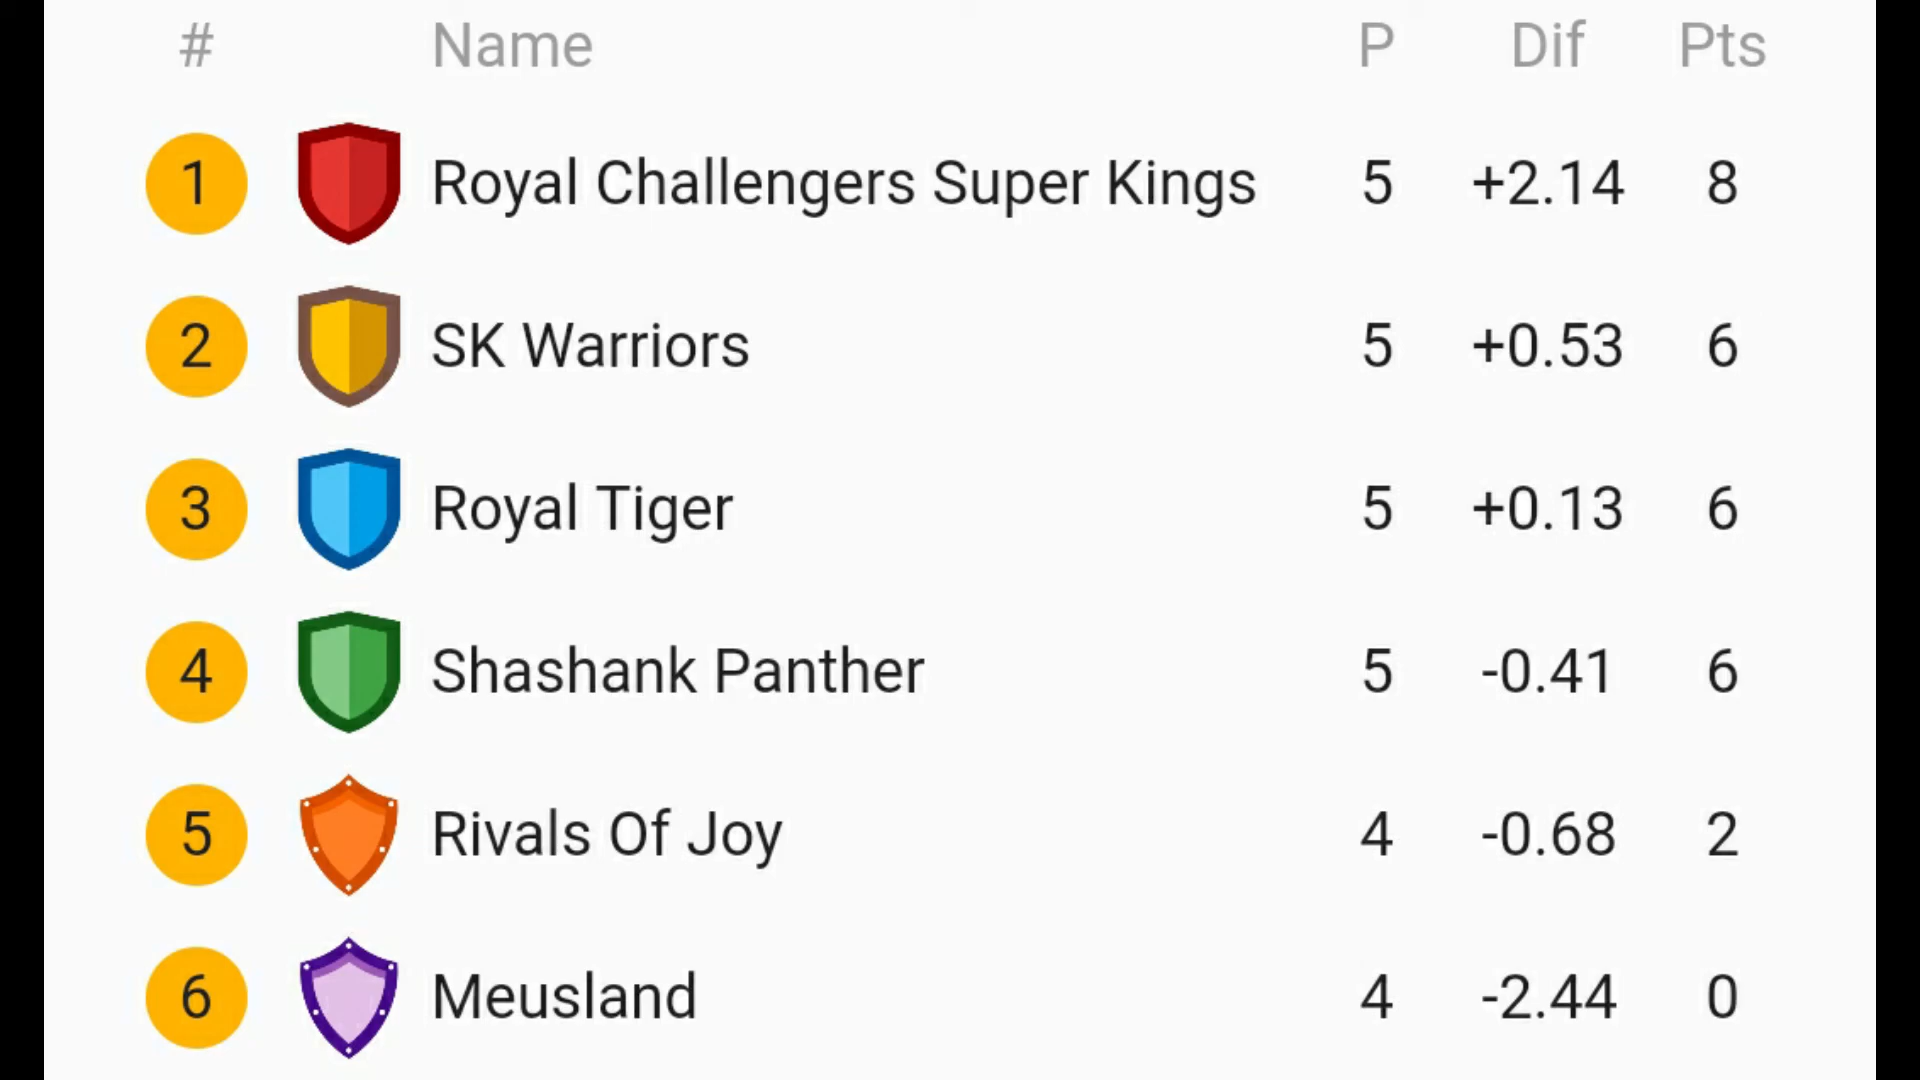 # Name P Dif Pts
1 Royal Challengers Super Kings 5 +2.14 8
2 SK Warriors 5 +0.53 6
3 Royal Tiger 5 +0.13 6
4 Shashank Panther 5 -0.41 6
5 Rivals Of Joy 4 -0.68 2
6 Meusland 4 -2.44 0